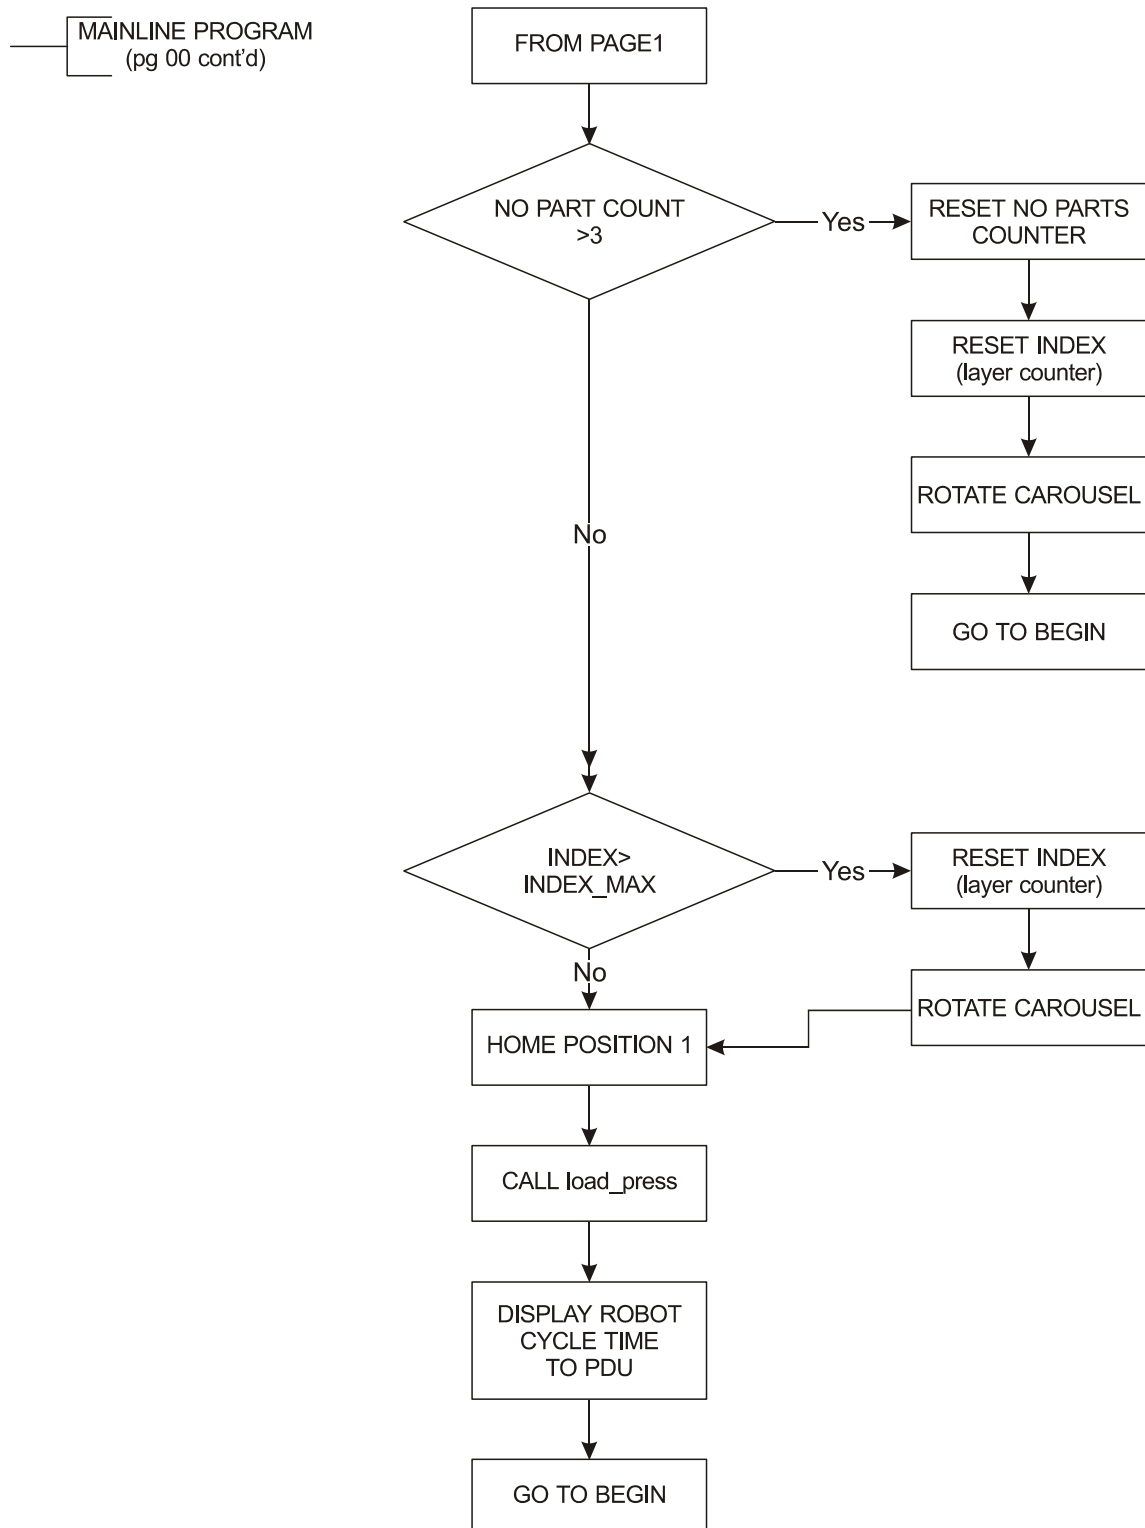 MAINLINE PROGRAM
(pg 00 cont'd)
FROM PAGE1
NO PART COUNT
>3
Yes
RESET NO PARTS
COUNTER
RESET INDEX
(layer counter)
ROTATE CAROUSEL
GO TO BEGIN
No
INDEX>
INDEX_MAX
Yes
RESET INDEX
(layer counter)
ROTATE CAROUSEL
No
HOME POSITION 1
CALL load_press
DISPLAY ROBOT
CYCLE TIME
TO PDU
GO TO BEGIN